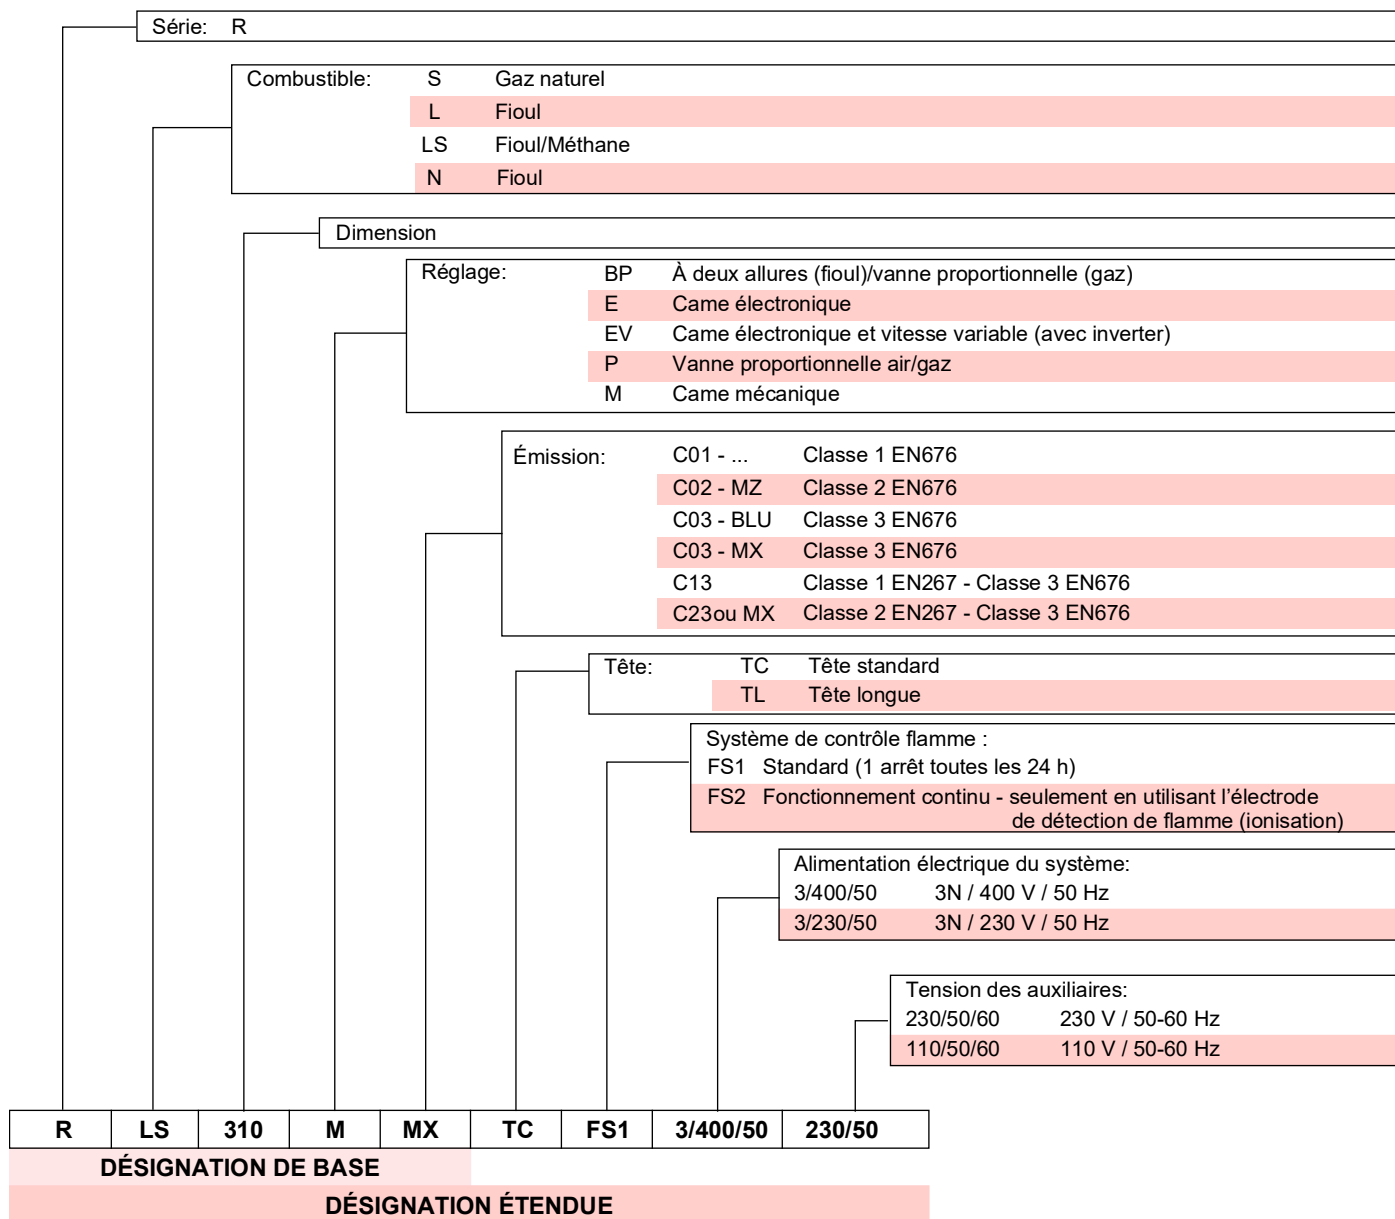 Série: R
Combustible: S Gaz naturel
L Fioul
LS Fioul/Méthane
N Fioul
Dimension
Réglage: BP À deux allures (fioul)/vanne proportionnelle (gaz)
E Came électronique
EV Came électronique et vitesse variable (avec inverter)
P Vanne proportionnelle air/gaz
M Came mécanique
Émission: C01 - ... Classe 1 EN676
C02 - MZ Classe 2 EN676
C03 - BLU Classe 3 EN676
C03 - MX Classe 3 EN676
C13 Classe 1 EN267 - Classe 3 EN676
C23ou MX Classe 2 EN267 - Classe 3 EN676
Tête: TC Tête standard
TL Tête longue
Système de contrôle flamme :
FS1 Standard (1 arrêt toutes les 24 h)
FS2 Fonctionnement continu - seulement en utilisant l’électrode
de détection de flamme (ionisation)
Alimentation électrique du système:
3/400/50 3N / 400 V / 50 Hz
3/230/50 3N / 230 V / 50 Hz
Tension des auxiliaires:
230/50/60 230 V / 50-60 Hz
110/50/60 110 V / 50-60 Hz
R LS 310 M MX TC FS1 3/400/50 230/50
DÉSIGNATION DE BASE
DÉSIGNATION ÉTENDUE